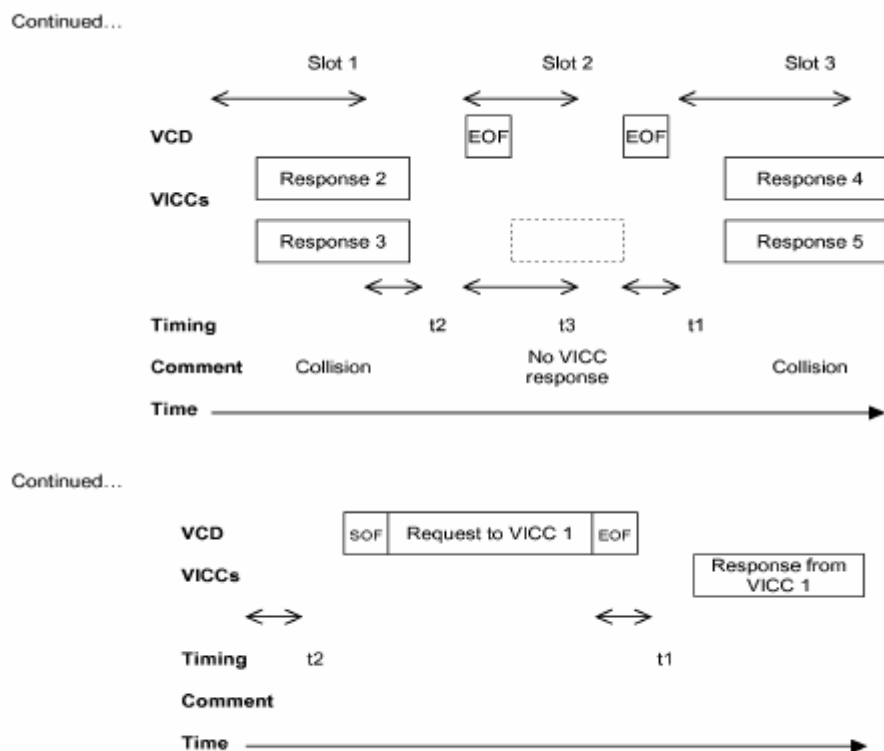 Continued...
Slot 1 Slot 2 Slot 3
VCD EOF EOF
Response 2 Response 4
VICCs
Response 3 Response 5
Timing t2 t3 t1
Comment Collision No VICC response Collision
Time
Continued...
VCD SOF Request to VICC 1 EOF
VICCs Response from VICC 1
Timing t2 t1
Comment
Time